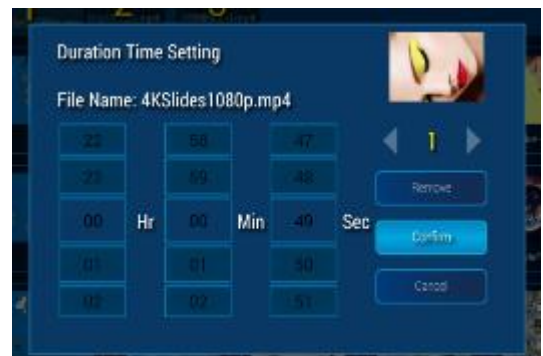 Duration Time Setting
File Name: 4KSlides1080p.mp4
22 58 47
23 59 48
00 Hr 00 Min 49 Sec
01 01 50
02 02 51
1
Remove
Confirm
Cancel